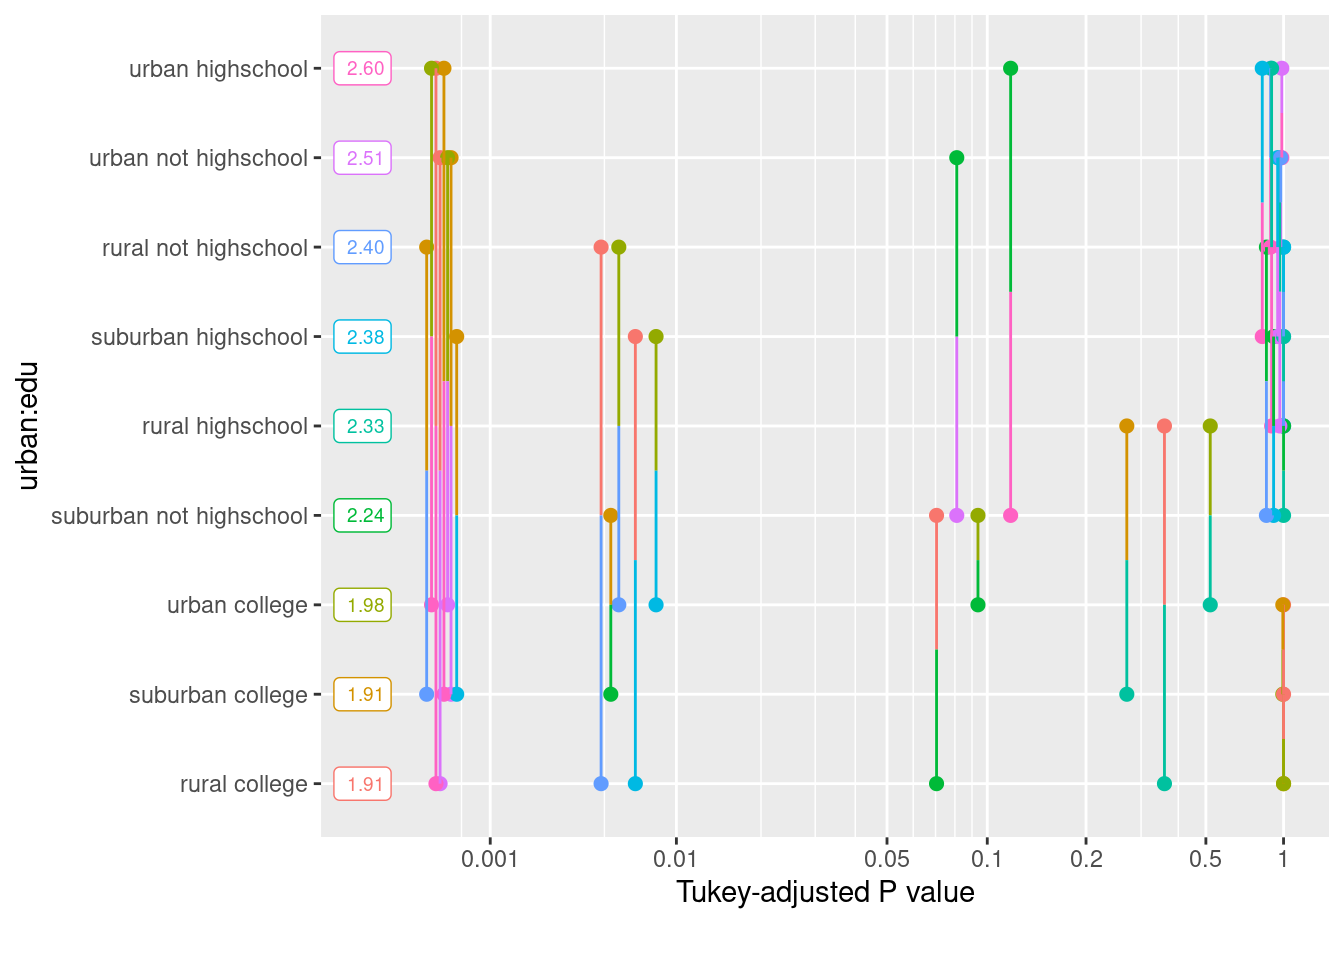 urban highschool 2.60
urban not highschool 2.51
rural not highschool 2.40
suburban highschool 2.38
rural highschool 2.33
suburban not highschool 2.24
urban college 1.98
suburban college 1.91
rural college 1.91
urban:edu
0.001 0.01 0.05 0.1 0.2 0.5 1
Tukey-adjusted P value